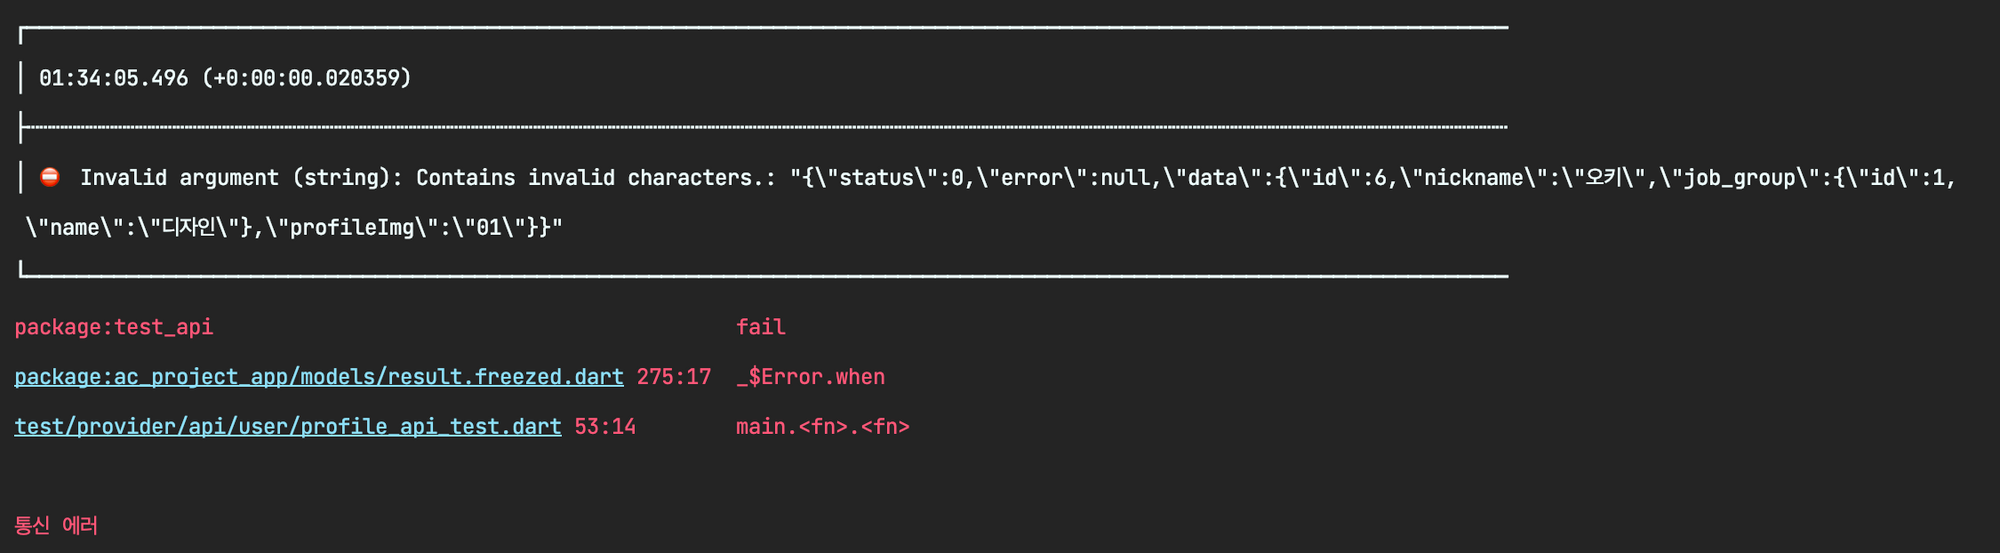 01:34:05.496 (+0:00:00.020359)
⛔ Invalid argument (string): Contains invalid characters.: "{\"status\":0,\"error\":null,\"data\":{\"id\":6,\"nickname\":\"오키\",\"job_group\":{\"id\":1,
\"name\":\"디자인\"},\"profileImg\":\"01\"}}"
package:test_api fail
package:ac_project_app/models/result.freezed.dart 275:17 _$Error.when
test/provider/api/user/profile_api_test.dart 53:14 main.<fn>.<fn>
통신 에러